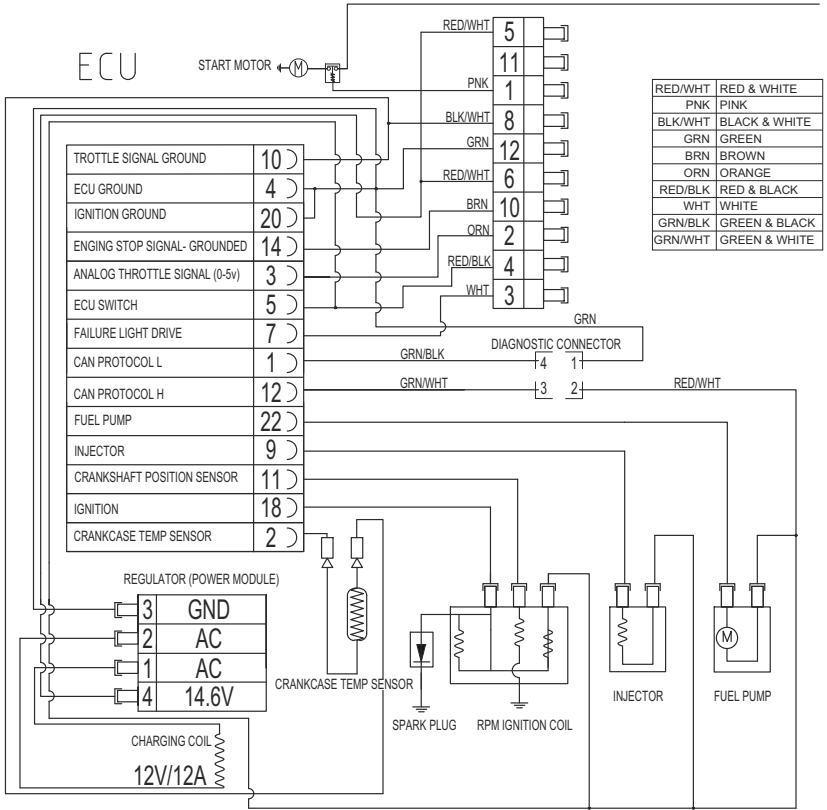 ECU
START MOTOR
M
RED/WHT 5
11
PNK 1
BLK/WHT 8
GRN 12
RED/WHT 6
BRN 10
ORN 2
RED/BLK 4
WHT 3
RED/WHT RED & WHITE
PNK PINK
BLK/WHT BLACK & WHITE
GRN GREEN
BRN BROWN
ORN ORANGE
RED/BLK RED & BLACK
WHT WHITE
GRN/BLK GREEN & BLACK
GRN/WHT GREEN & WHITE
TROTTLE SIGNAL GROUND 10
ECU GROUND 4
IGNITION GROUND 20
ENGING STOP SIGNAL- GROUNDED 14
ANALOG THROTTLE SIGNAL (0-5v) 3
ECU SWITCH 5
FAILURE LIGHT DRIVE 7
CAN PROTOCOL L 1
CAN PROTOCOL H 12
FUEL PUMP 22
INJECTOR 9
CRANKSHAFT POSITION SENSOR 11
IGNITION 18
CRANKCASE TEMP SENSOR 2
GRN
DIAGNOSTIC CONNECTOR
GRN/BLK 4 1
GRN/WHT 3 2 RED/WHT
REGULATOR (POWER MODULE)
3 GND
2 AC
1 AC
4 14.6V
CHARGING COIL
12V/12A
CRANKCASE TEMP SENSOR
SPARK PLUG
RPM IGNITION COIL
INJECTOR
M
FUEL PUMP